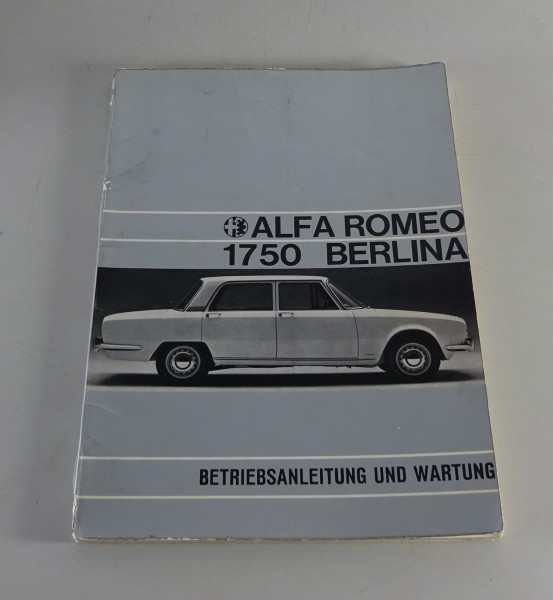 ALFA ROMEO
1750 BERLINA
BETRIEBSANLEITUNG UND WARTUNG